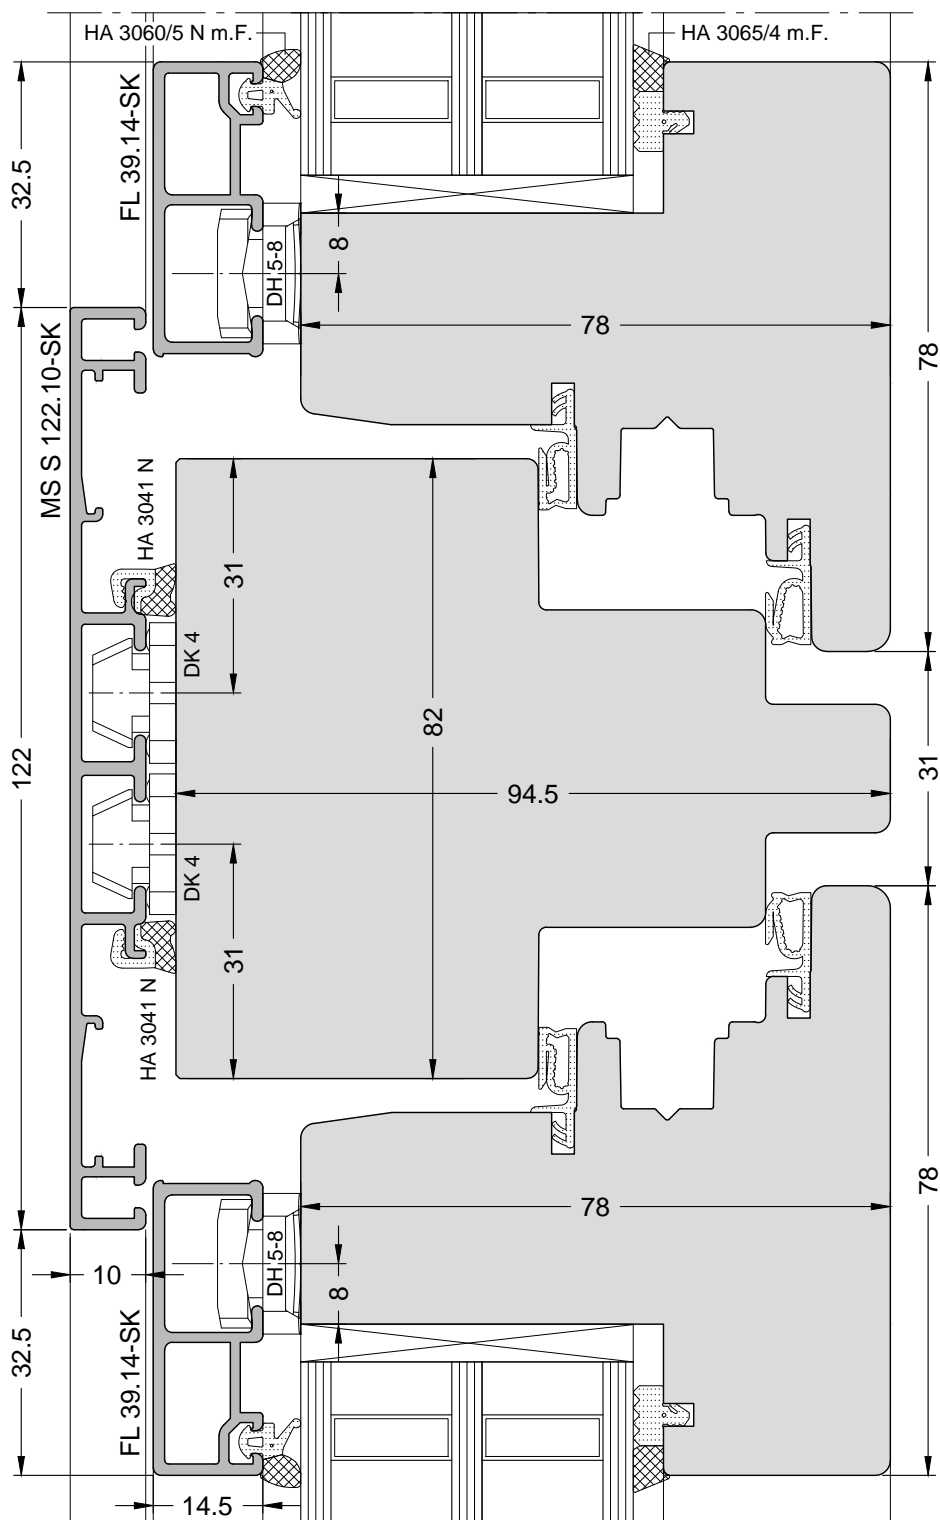 HA 3060/5 N m.F.
HA 3065/4 m.F.
FL 39.14-SK
32.5
8
DH 5-8
78
78
MS S 122.10-SK
HA 3041 N
31
DK 4
82
122
31
94.5
DK 4
31
HA 3041 N
78
78
DH 5-8
10
8
FL 39.14-SK
32.5
14.5